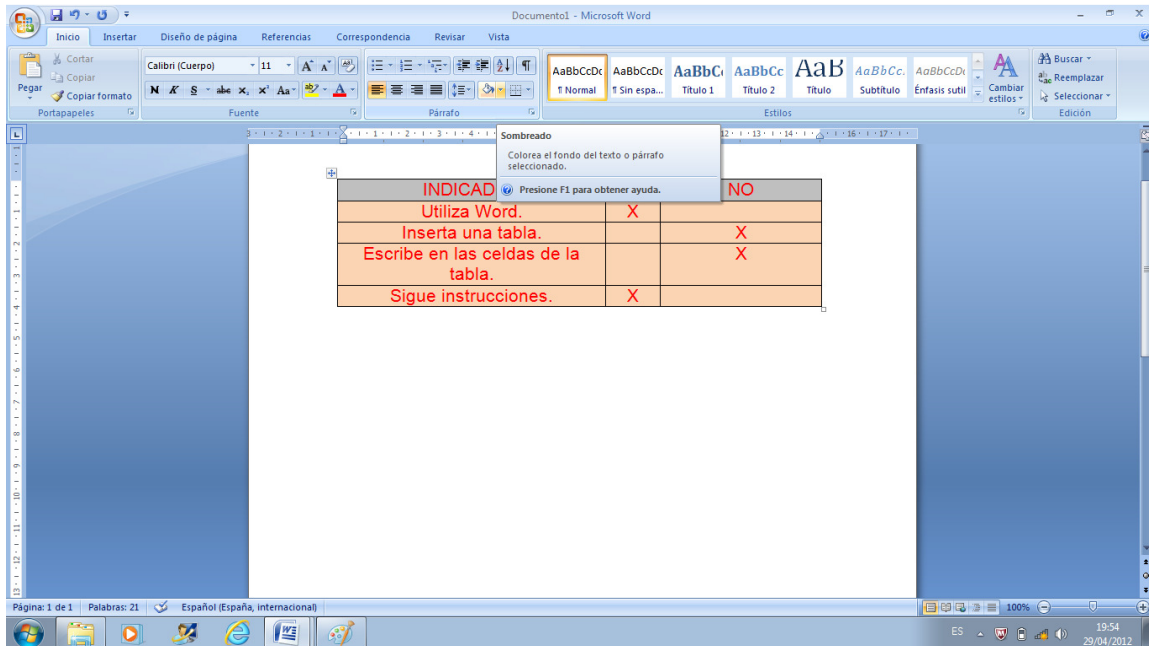 Documento1 - Microsoft Word
Inicio Insertar Diseño de página Referencias Correspondencia Revisar Vista
Pegar
Cortar
Copiar
Copiar formato
Portapapeles
Calibri (Cuerpo) 11
N K S abc x, x² Aa ab A
Fuente
Párrafo
AaBbCcDc AaBbCcDc AaBbC AaBbCc AaB AaBbCc. AaBbCcDc
¶ Normal ¶ Sin espa... Título 1 Título 2 Título Subtítulo Énfasis sutil
Cambiar estilos
Estilos
Buscar
Reemplazar
Seleccionar
Edición
Sombreado
Colorea el fondo del texto o párrafo
seleccionado.
Presione F1 para obtener ayuda.
INDICAD NO
Utiliza Word. X
Inserta una tabla. X
Escribe en las celdas de la X
tabla.
Sigue instrucciones. X
Página: 1 de 1 Palabras: 21 Español (España, internacional) 100%
ES 19:54
29/04/2012